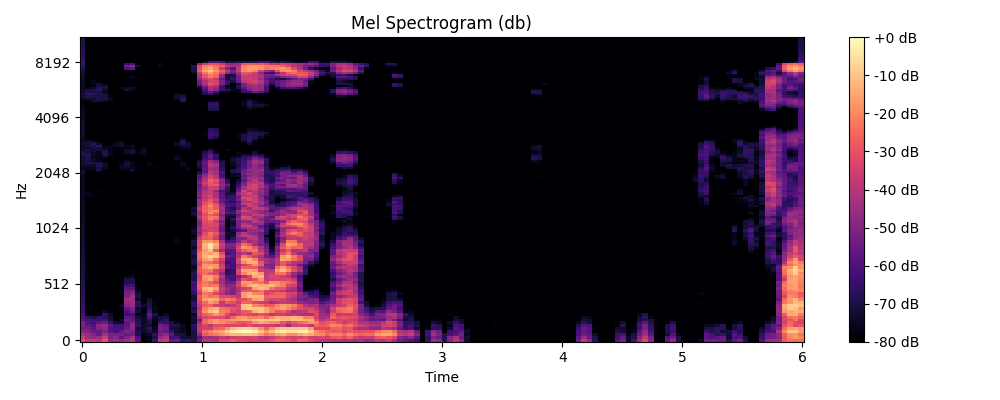 Mel Spectrogram (db)
Hz
8192
4096
2048
1024
512
0
0 1 2 3 4 5 6
Time
+0 dB
-10 dB
-20 dB
-30 dB
-40 dB
-50 dB
-60 dB
-70 dB
-80 dB